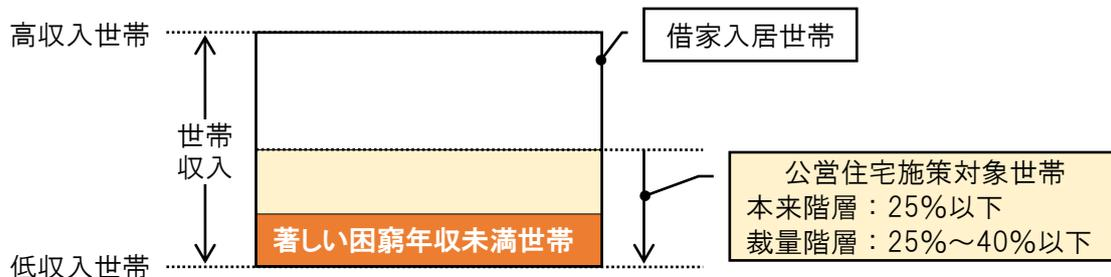 高収入世帯
借家入居世帯
世帯
収入
公営住宅施策対象世帯
本来階層：25%以下
裁量階層：25%～40%以下
著しい困窮年収未満世帯
低収入世帯